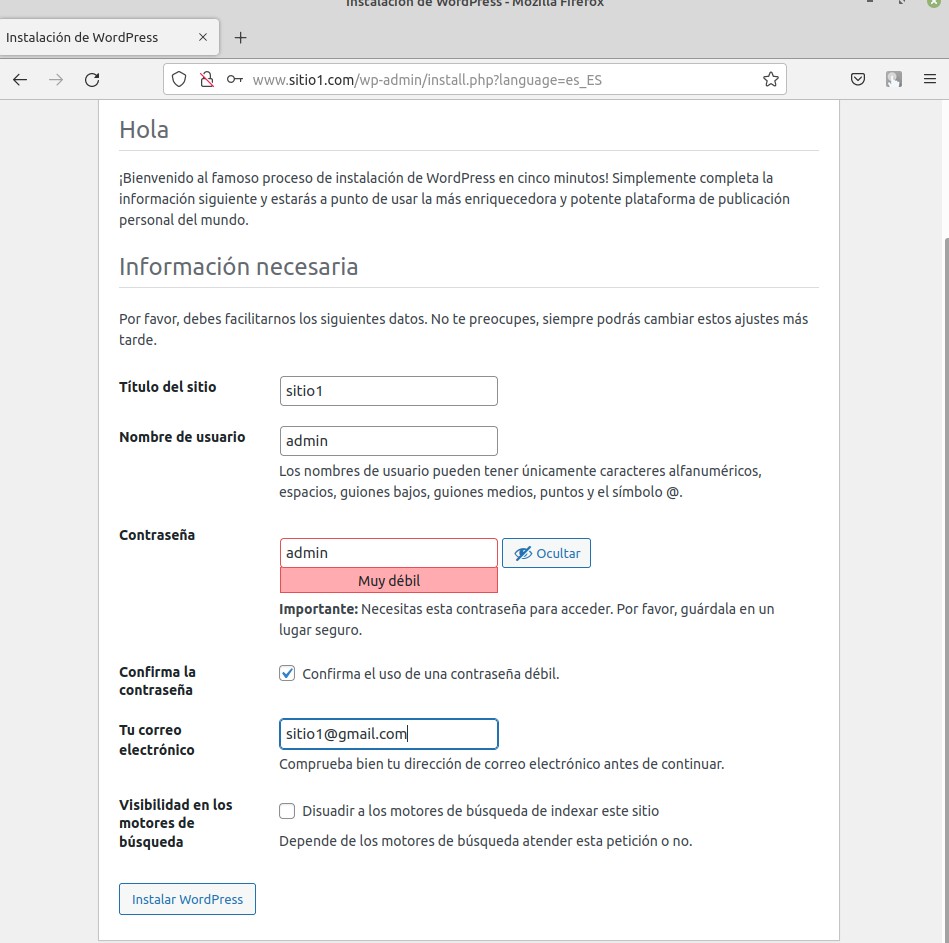 Instalación de WordPress - Mozilla Firefox
Instalación de WordPress
www.sitio1.com/wp-admin/install.php?language=es_ES
Hola
¡Bienvenido al famoso proceso de instalación de WordPress en cinco minutos! Simplemente completa la
información siguiente y estarás a punto de usar la más enriquecedora y potente plataforma de publicación
personal del mundo.
Información necesaria
Por favor, debes facilitarnos los siguientes datos. No te preocupes, siempre podrás cambiar estos ajustes más
tarde.
Título del sitio
sitio1
Nombre de usuario
admin
Los nombres de usuario pueden tener únicamente caracteres alfanuméricos,
espacios, guiones bajos, guiones medios, puntos y el símbolo @.
Contraseña
admin
Ocultar
Muy débil
Importante: Necesitas esta contraseña para acceder. Por favor, guárdala en un
lugar seguro.
Confirma la
contraseña
Confirma el uso de una contraseña débil.
Tu correo
electrónico
sitio1@gmail.com
Comprueba bien tu dirección de correo electrónico antes de continuar.
Visibilidad en los
motores de
búsqueda
Disuadir a los motores de búsqueda de indexar este sitio
Depende de los motores de búsqueda atender esta petición o no.
Instalar WordPress